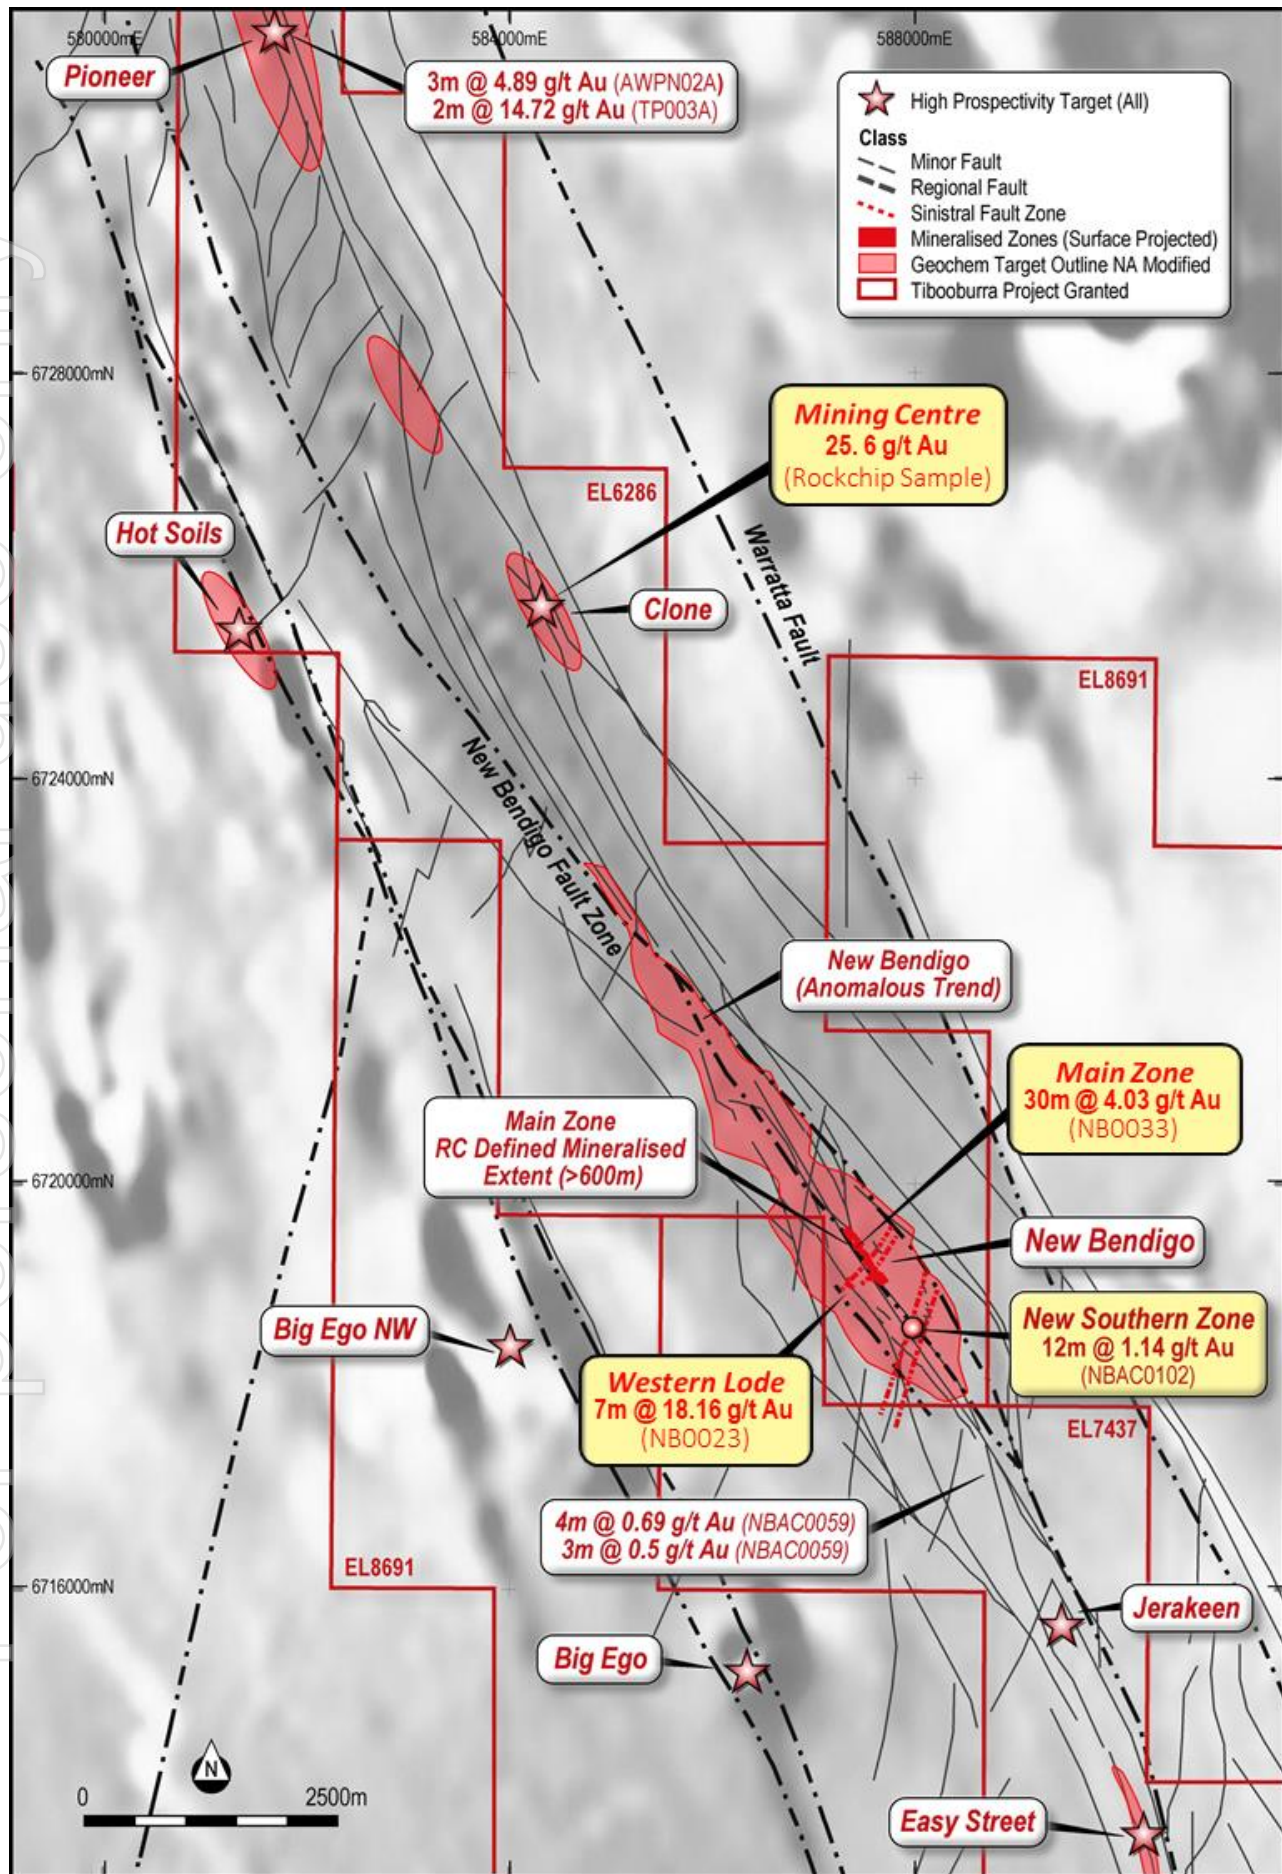 580000mE
584000mE
588000mE
Pioneer
3m @ 4.89 g/t Au (AWPN02A)
2m @ 14.72 g/t Au (TP003A)
High Prospectivity Target (All)
Class
Minor Fault
Regional Fault
Sinistral Fault Zone
Mineralised Zones (Surface Projected)
Geochem Target Outline NA Modified
Tibooburra Project Granted
6728000mN
Mining Centre
25. 6 g/t Au
(Rockchip Sample)
EL6286
Hot Soils
Warratta Fault
Clone
EL8691
6724000mN
New Bendigo Fault Zone
New Bendigo
(Anomalous Trend)
Main Zone
30m @ 4.03 g/t Au
(NB0033)
Main Zone
RC Defined Mineralised
Extent (>600m)
6720000mN
New Bendigo
Big Ego NW
New Southern Zone
12m @ 1.14 g/t Au
(NBAC0102)
Western Lode
7m @ 18.16 g/t Au
(NB0023)
EL7437
4m @ 0.69 g/t Au (NBAC0059)
3m @ 0.5 g/t Au (NBAC0059)
EL8691
6716000mN
Jerakeen
Big Ego
N
0
2500m
Easy Street